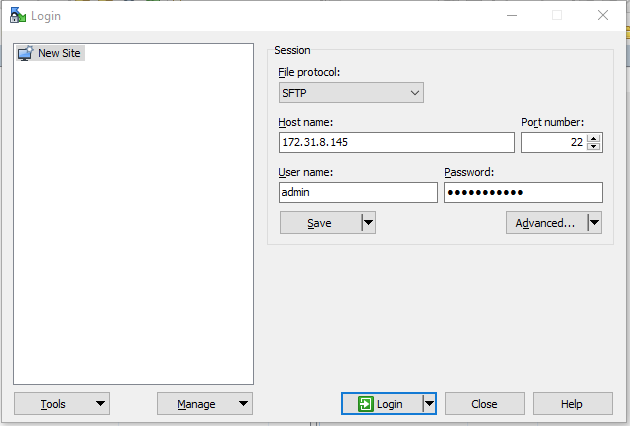 Login
New Site
Session
File protocol:
SFTP
Host name:
Port number:
172.31.8.145
22
User name:
Password:
admin
•••••••••••
Save
Advanced...
Tools
Manage
Login
Close
Help